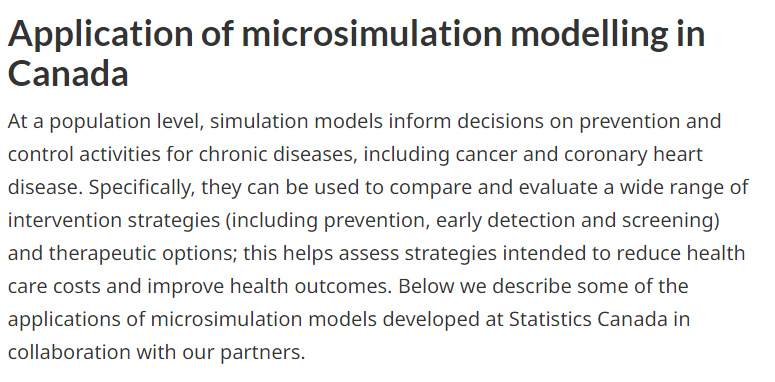 Application of microsimulation modelling in
Canada
At a population level, simulation models inform decisions on prevention and
control activities for chronic diseases, including cancer and coronary heart
disease. Specifically, they can be used to compare and evaluate a wide range of
intervention strategies (including prevention, early detection and screening)
and therapeutic options; this helps assess strategies intended to reduce health
care costs and improve health outcomes. Below we describe some of the
applications of microsimulation models developed at Statistics Canada in
collaboration with our partners.